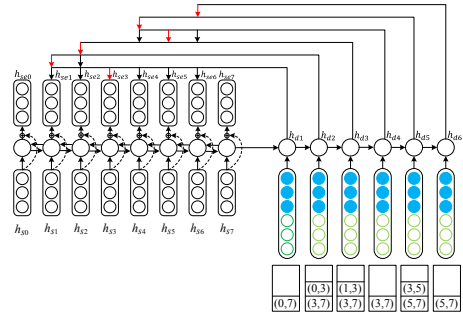 h_se0 h_se1 h_se2 h_se3 h_se4 h_se5 h_se6 h_se7
h_d1 h_d2 h_d3 h_d4 h_d5 h_d6
h_s0 h_s1 h_s2 h_s3 h_s4 h_s5 h_s6 h_s7
(0,3) (1,3) (3,5)
(0,7) (3,7) (3,7) (3,7) (5,7) (5,7)